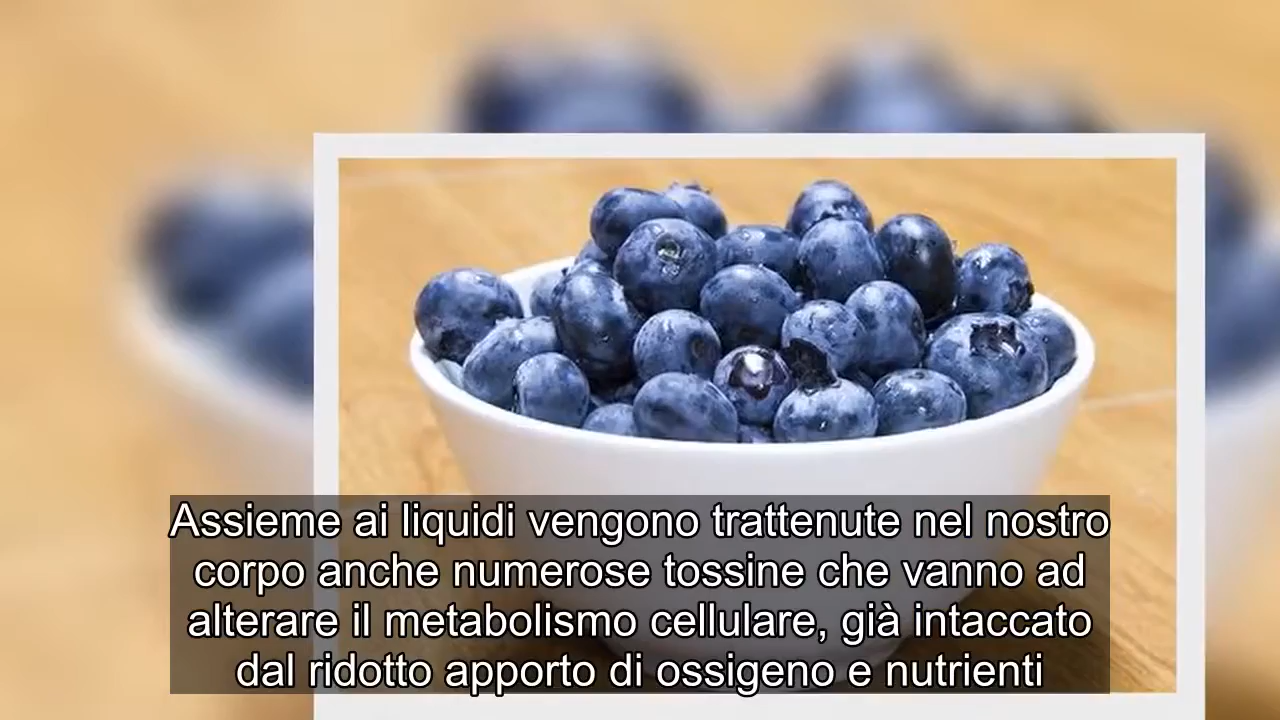 Assieme ai liquidi vengono trattenute nel nostro
corpo anche numerose tossine che vanno ad
alterare il metabolismo cellulare, già intaccato
dal ridotto apporto di ossigeno e nutrienti